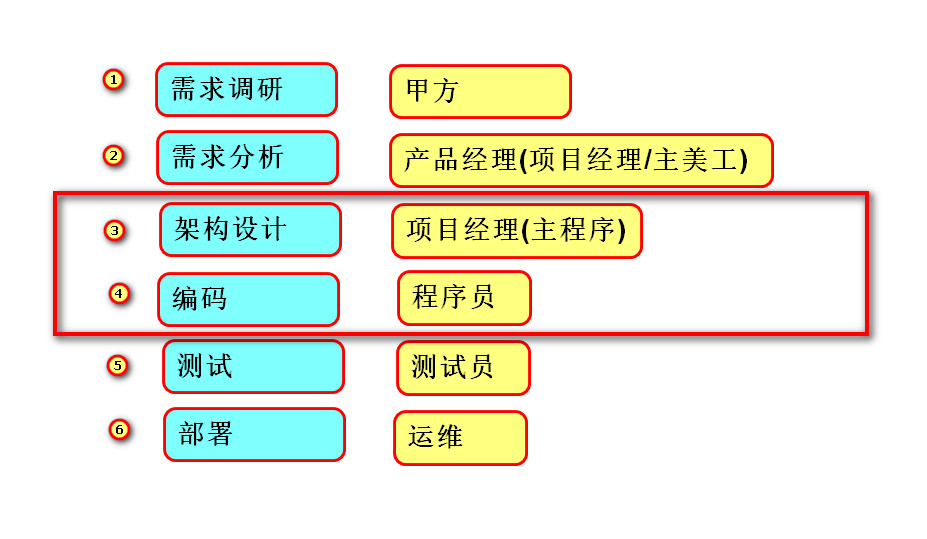 1 需求调研 甲方
2 需求分析 产品经理(项目经理/主美工)
3 架构设计 项目经理(主程序)
4 编码 程序员
5 测试 测试员
6 部署 运维